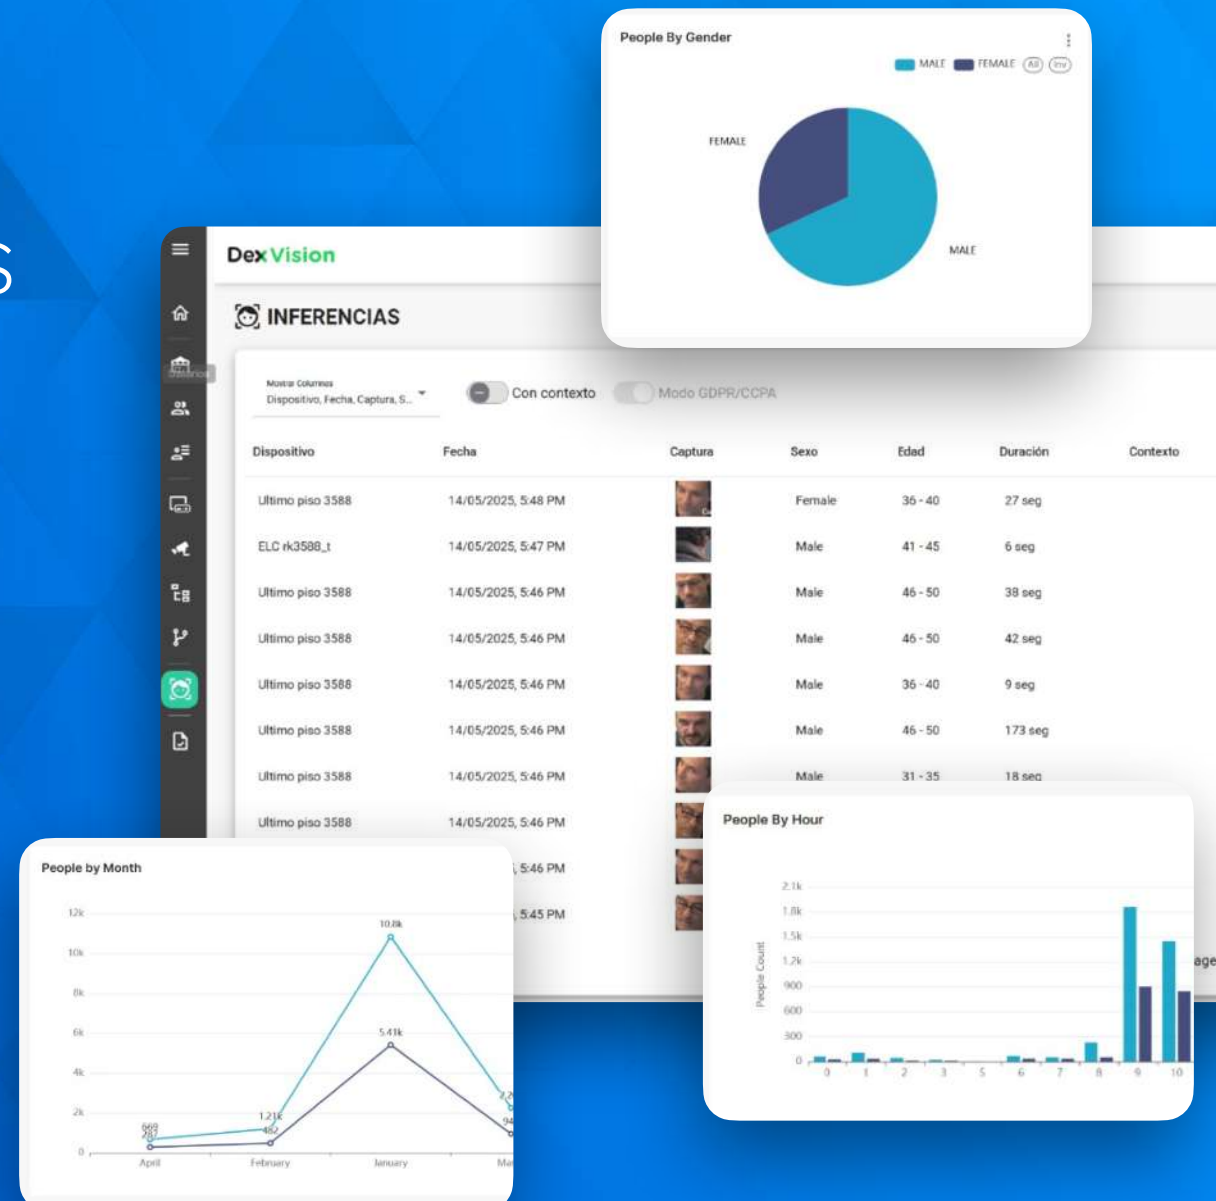 S
People By Gender
MALE FEMALE All Inv
FEMALE
MALE
Dex Vision
INFERENCIAS
Mostrar Columnas
Dispositivo, Fecha, Captura, S...
Con contexto
Modo GDPR/CCPA
Dispositivo Fecha Captura Sexo Edad Duración Contexto
Ultimo piso 3588 14/05/2025, 5:48 PM Female 36 - 40 27 seg
ELC rk3588_t 14/05/2025, 5:47 PM Male 41 - 45 6 seg
Ultimo piso 3588 14/05/2025, 5:46 PM Male 46 - 50 38 seg
Ultimo piso 3588 14/05/2025, 5:46 PM Male 46 - 50 42 seg
Ultimo piso 3588 14/05/2025, 5:46 PM Male 36 - 40 9 seg
Ultimo piso 3588 14/05/2025, 5:46 PM Male 46 - 50 173 seg
Ultimo piso 3588 14/05/2025, 5:46 PM Male 31 - 35 18 seg
Ultimo piso 3588 14/05/2025, 5:46 PM
5:46 PM
5:45 PM
age
People By Hour
People Count
2.1k
1.8k
1.5k
1.2k
900
600
300
0
0 1 2 3 5 6 7 8 9 10
People by Month
12k
10k
8k
6k
4k
2k
0
10.8k
5.41k
1.21k
482
669
287
94
April February January Mar